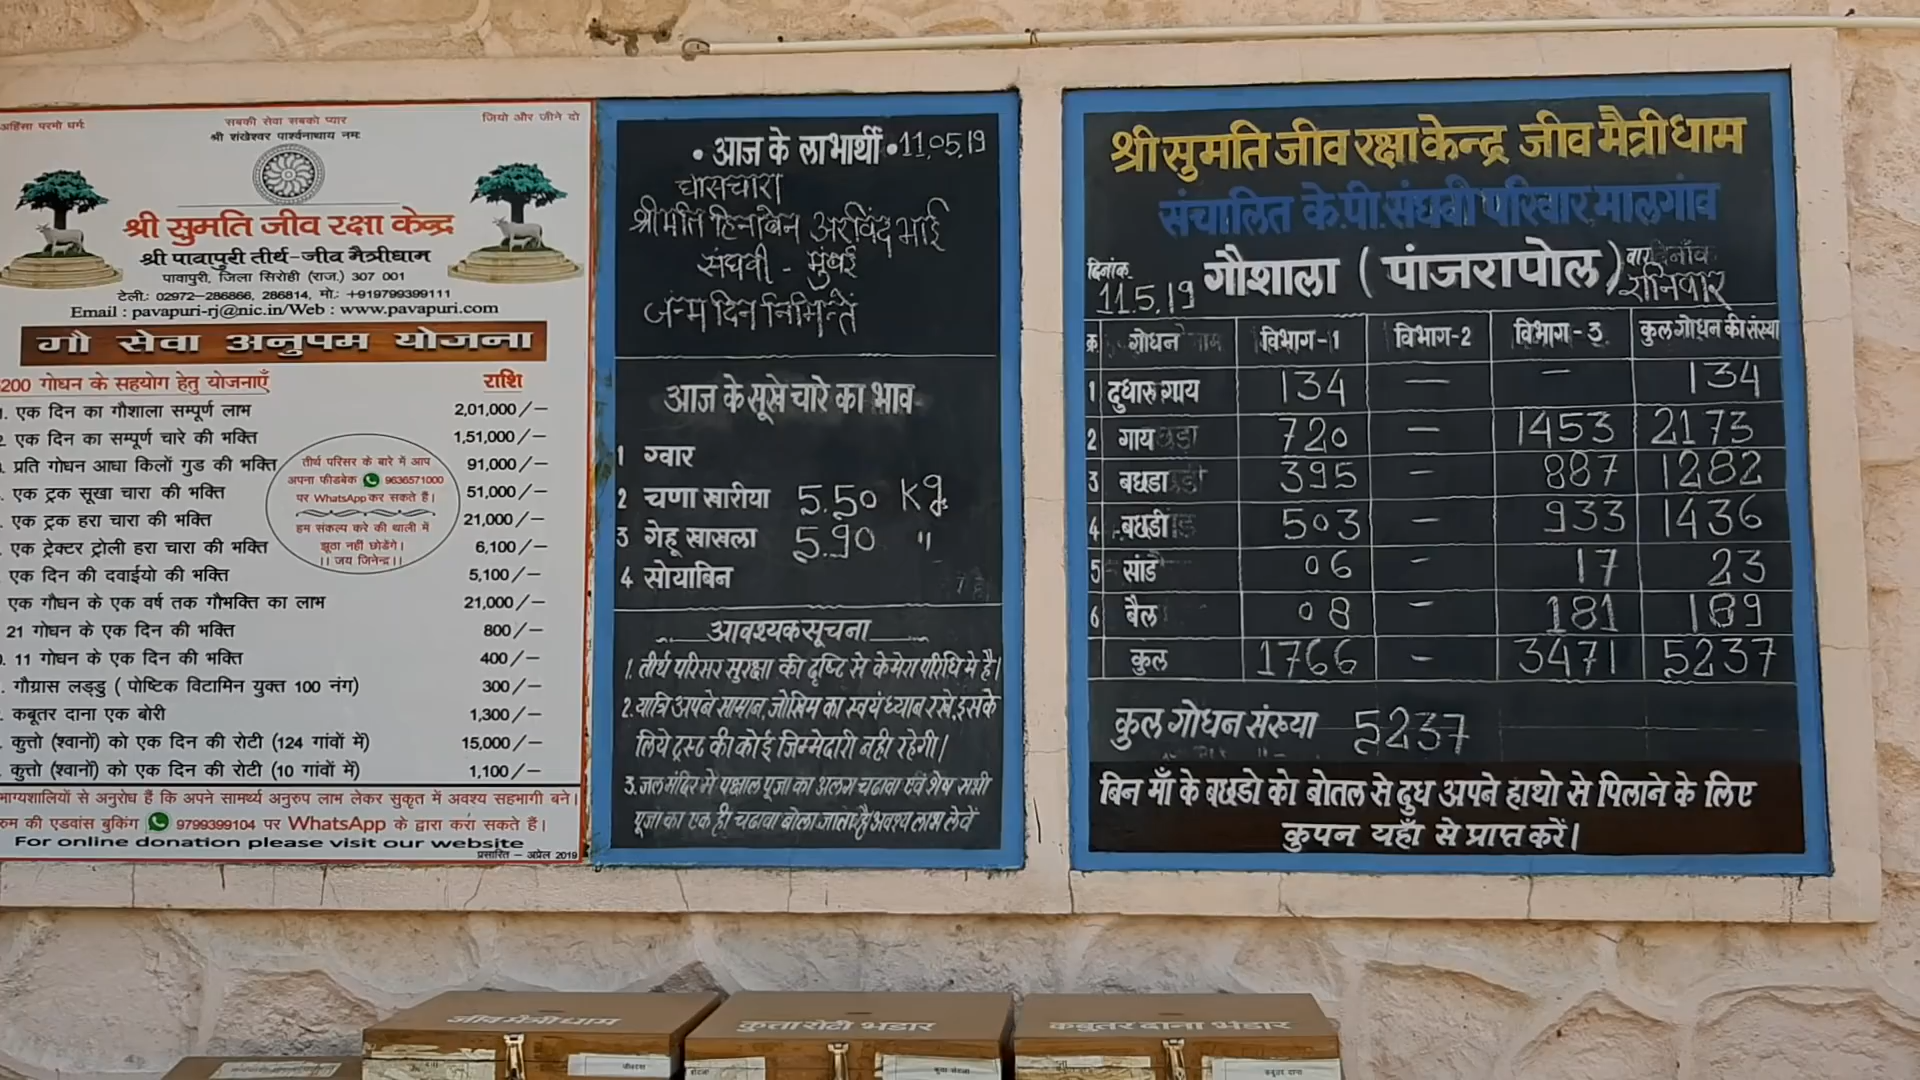 अहिंसा परमो धर्मः
सबकी सेवा सबको प्यार
जियो और जीने दो
श्री शंखेश्वर पार्श्वनाथाय नमः
श्री सुमति जीव रक्षा केन्द्र
श्री पावापुरी तीर्थ-जीव मैत्रीधाम
पावापुरी, जिला सिरोही (राज.) 307 001
टेली.: 02972-286866, 286814, मो.: +919799399111
Email : pavapuri-rj@nic.in/Web : www.pavapuri.com
गौ सेवा अनुपम योजना
200 गोधन के सहयोग हेतु योजनाएँ राशि
एक दिन का गौशाला सम्पूर्ण लाभ 2,01,000/-
एक दिन का सम्पूर्ण चारे की भक्ति 1,51,000/-
प्रति गोधन आधा किलों गुड की भक्ति 91,000/-
एक ट्रक सूखा चारा की भक्ति 51,000/-
एक ट्रक हरा चारा की भक्ति 21,000/-
एक ट्रेक्टर ट्रोली हरा चारा की भक्ति 6,100/-
एक दिन की दवाईयो की भक्ति 5,100/-
एक गौधन के एक वर्ष तक गौभक्ति का लाभ 21,000/-
21 गोधन के एक दिन की भक्ति 800/-
11 गोधन के एक दिन की भक्ति 400/-
गौग्रास लड्डु ( पोष्टिक विटामिन युक्त 100 नंग) 300/-
कबूतर दाना एक बोरी 1,300/-
कुत्तो (श्वानों) को एक दिन की रोटी (124 गांवों में) 15,000/-
कुत्तो (श्वानों) को एक दिन की रोटी (10 गांवों में) 1,100/-
तीर्थ परिसर के बारे में आप
अपना फीडबेक 9636571000
पर WhatsApp कर सकते हैं।
हम संकल्प करे की थाली में
झूठा नहीं छोडेंगे।
।। जय जिनेन्द्र।।
भाग्यशालियों से अनुरोध हैं कि अपने सामर्थ्य अनुरुप लाभ लेकर सुकृत में अवश्य सहभागी बने।
रुम की एडवांस बुकिंग 9799399104 पर WhatsApp के द्वारा करा सकते हैं।
For online donation please visit our website
प्रसारित - अप्रेल 2019
• आज के लाभार्थी • 11.05.19
घासचारा
श्रीमति हिनाबेन अरविंदभाई
संघवी - मुंबई
जन्मदिन निमिन्ते
आज के सूखे चारे का भाव
1 ग्वार
2 चणा खारीया 5.50 Kg.
3 गेहू खाखला 5.90 "
4 सोयाबिन
आवश्यक सूचना
1. तीर्थ परिसर सुरक्षा की दृष्टि से केमेरा परिधि मे है।
2. यात्रि अपने सामान, जोखिम का स्वयं ध्यान रखे, इसके
लिये ट्रस्ट की कोई जिम्मेदारी नही रहेगी।
3. जल मंदिर मे पक्षाल पूजा का अलग चढावा एवं शेष सभी
पूजा का एक ही चढावा बोला जाता है अवश्य लाभ लेवें
श्री सुमति जीव रक्षा केन्द्र जीव मैत्रीधाम
संचालित के.पी.संघवी परिवार मालगांव
दिनांक 11.5.19 गौशाला ( पांजरापोल ) वार शनिवार
क्र गोधन विभाग-1 विभाग-2 विभाग-3 कुल गोधन की संख्या
1 दुधारु गाय 134 — - 134
2 गाय 720 — 1453 2173
3 बछडा 395 - 887 1282
4 बछडी 503 - 933 1436
5 सांड 06 - 17 23
6 बैल 08 - 181 189
कुल 1766 - 3471 5237
कुल गोधन संख्या 5237
बिन माँ के बछडो को बोतल से दुध अपने हाथो से पिलाने के लिए
कुपन यहाँ से प्राप्त करें।
जीव मैत्रीधाम
कुत्ता रोटी भंडार
कबुतर दाना भंडार
कबुतर दाना